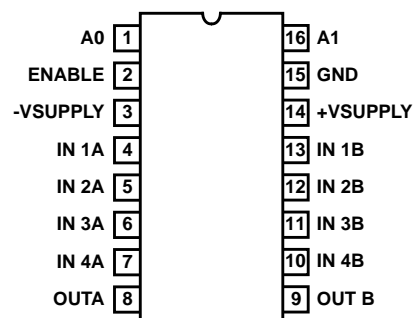 A0 1 16 A1
ENABLE 2 15 GND
-VSUPPLY 3 14 +VSUPPLY
IN 1A 4 13 IN 1B
IN 2A 5 12 IN 2B
IN 3A 6 11 IN 3B
IN 4A 7 10 IN 4B
OUTA 8 9 OUT B